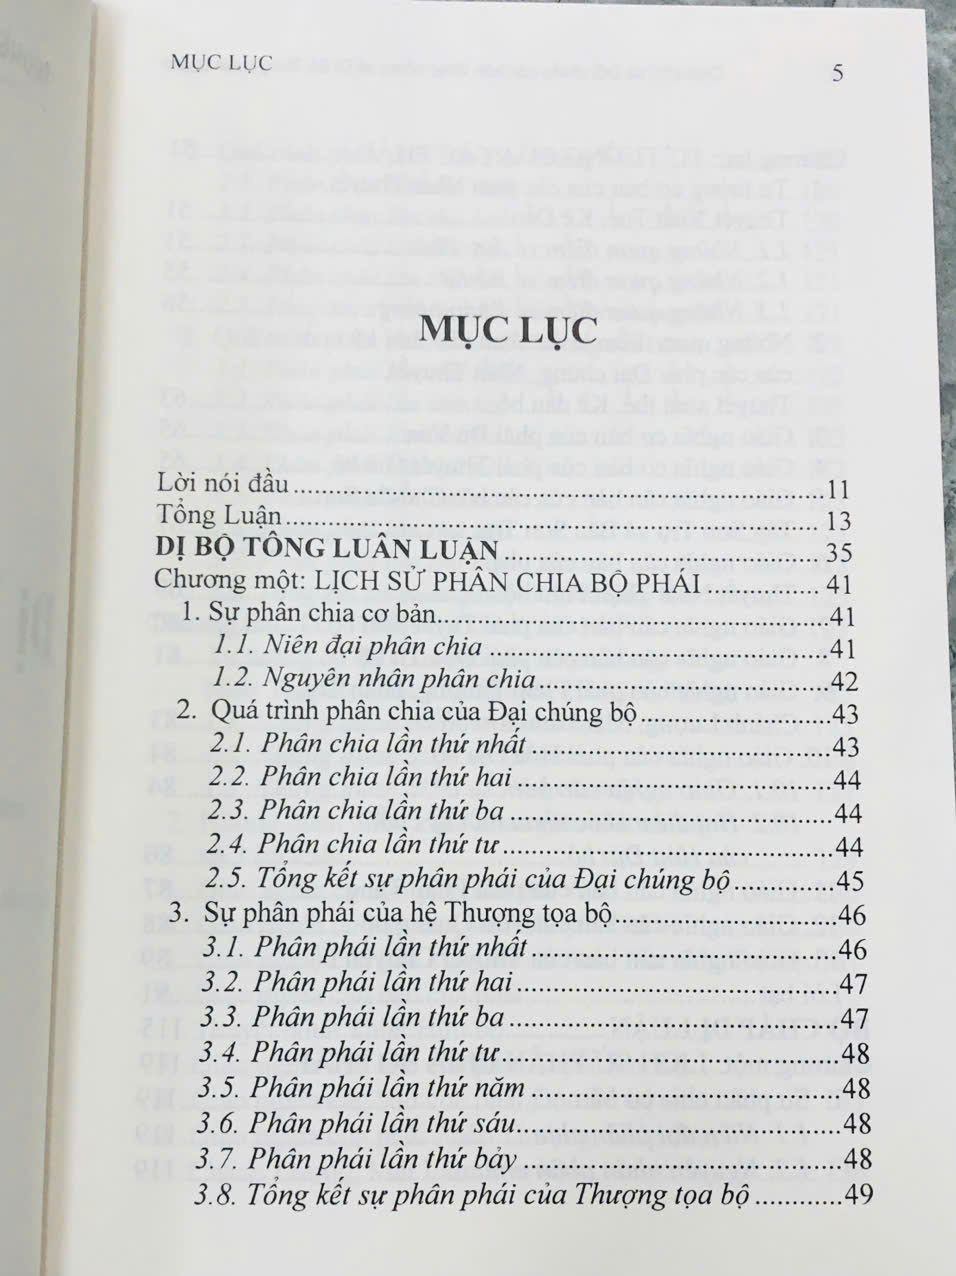 MỤC LỤC 5
MỤC LỤC
Lời nói đầu 11
Tổng Luận 13
DỊ BỘ TÔNG LUÂN LUẬN 35
Chương một: LỊCH SỬ PHÂN CHIA BỘ PHÁI 41
1. Sự phân chia cơ bản 41
1.1. Niên đại phân chia 41
1.2. Nguyên nhân phân chia 42
2. Quá trình phân chia của Đại chúng bộ 43
2.1. Phân chia lần thứ nhất 43
2.2. Phân chia lần thứ hai 44
2.3. Phân chia lần thứ ba 44
2.4. Phân chia lần thứ tư 44
2.5. Tổng kết sự phân phái của Đại chúng bộ 45
3. Sự phân phái của hệ Thượng tọa bộ 46
3.1. Phân phái lần thứ nhất 46
3.2. Phân phái lần thứ hai 47
3.3. Phân phái lần thứ ba 47
3.4. Phân phái lần thứ tư 48
3.5. Phân phái lần thứ năm 48
3.6. Phân phái lần thứ sáu 48
3.7. Phân phái lần thứ bảy 48
3.8. Tổng kết sự phân phái của Thượng tọa bộ 49